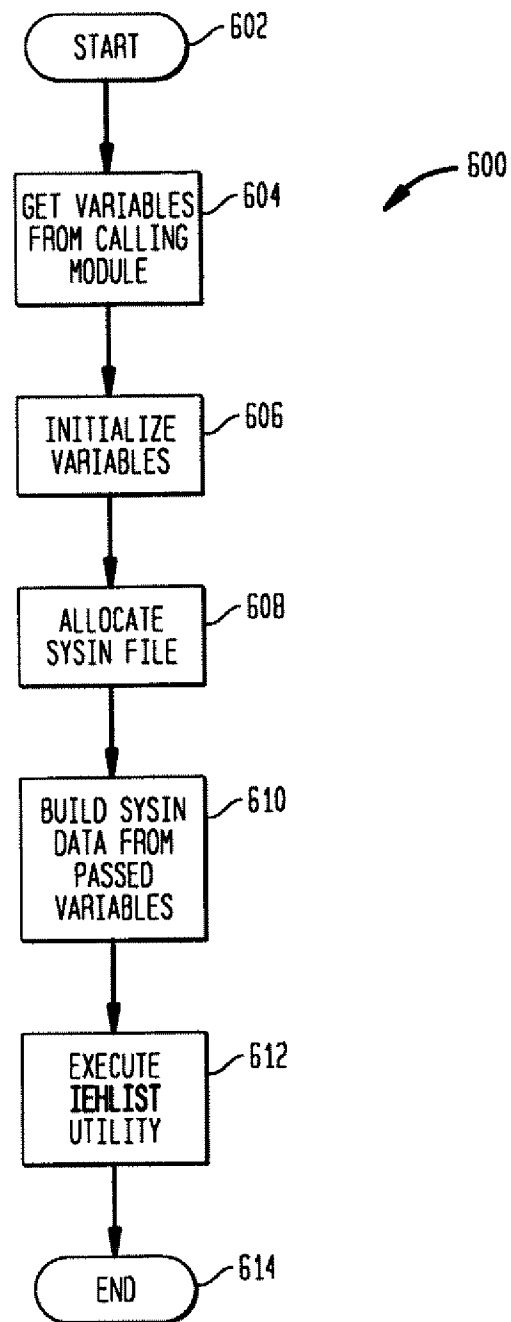 START
602
600
GET VARIABLES
FROM CALLING
MODULE
604
INITIALIZE
VARIABLES
606
ALLOCATE
SYSIN FILE
608
BUILD SYSIN
DATA FROM
PASSED
VARIABLES
610
EXECUTE
IEHLIST
UTILITY
612
END
614